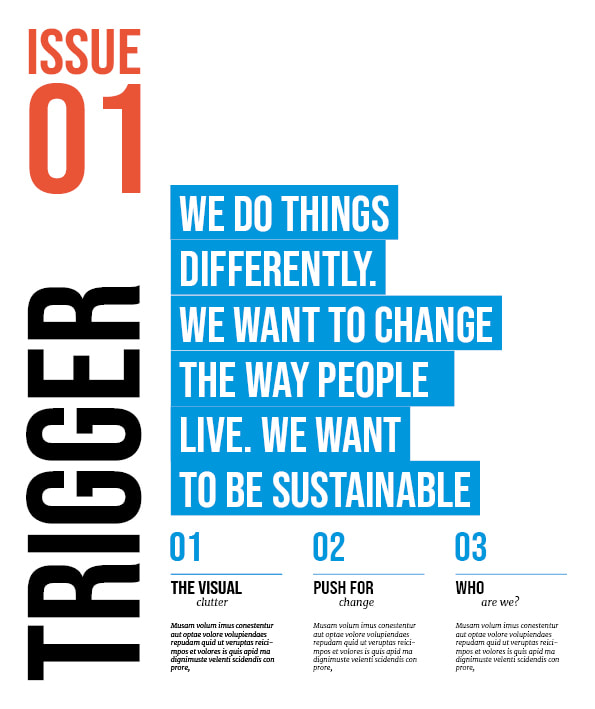 ISSUE
01
TRIGGER
WE DO THINGS
DIFFERENTLY.
WE WANT TO CHANGE
THE WAY PEOPLE
LIVE. WE WANT
TO BE SUSTAINABLE
01
THE VISUAL
clutter
Musam volum inus conestentur
aut optae volore volupiendaes
repudam quid ut veruptas reici-
mpos et volores is quis apid ma
dignimuste velenti scidendis con
prore,
02
PUSH FOR
change
Musam volum inus conestentur
aut optae volore volupiendaes
repudam quid ut veruptas reici-
mpos et volores is quis apid ma
dignimuste velenti scidendis con
prore,
03
WHO
are we?
Musam volum inus conestentur
aut optae volore volupiendaes
repudam quid ut veruptas reici-
mpos et volores is quis apid ma
dignimuste velenti scidendis con
prore,